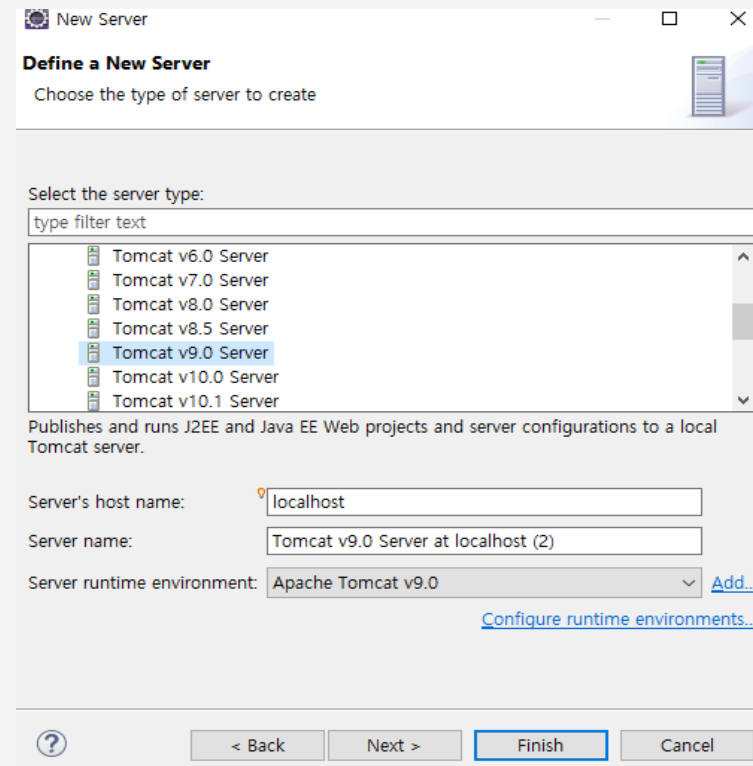 New Server
Define a New Server
Choose the type of server to create
Select the server type:
type filter text
Tomcat v6.0 Server
Tomcat v7.0 Server
Tomcat v8.0 Server
Tomcat v8.5 Server
Tomcat v9.0 Server
Tomcat v10.0 Server
Tomcat v10.1 Server
Publishes and runs J2EE and Java EE Web projects and server configurations to a local
Tomcat server.
Server's host name: localhost
Server name: Tomcat v9.0 Server at localhost (2)
Server runtime environment: Apache Tomcat v9.0 Add...
Configure runtime environments...
? < Back Next > Finish Cancel